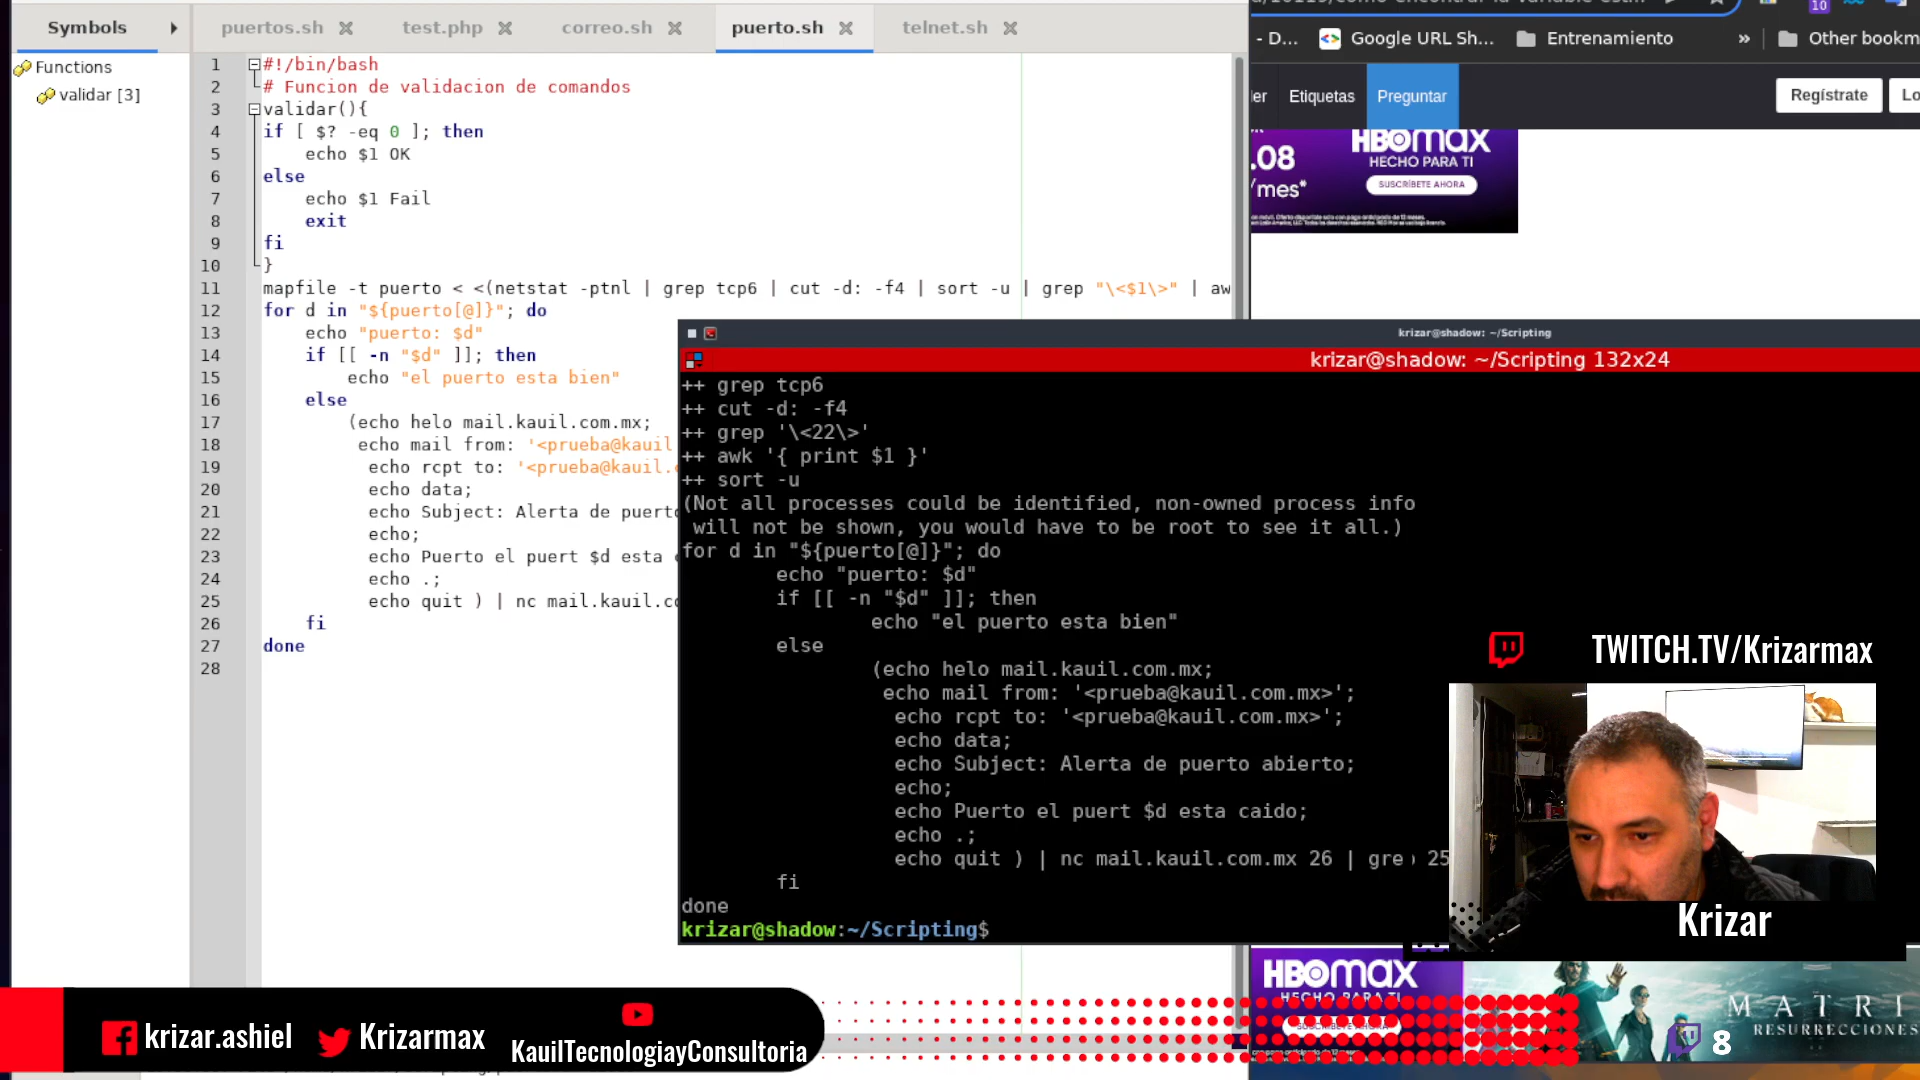 Symbols
puertos.sh
test.php
correo.sh
puerto.sh
telnet.sh
Functions
validar [3]
1 #!/bin/bash
2 # Funcion de validacion de comandos
3 validar(){
4 if [ $? -eq 0 ]; then
5 echo $1 OK
6 else
7 echo $1 Fail
8 exit
9 fi
10 }
11 mapfile -t puerto < <(netstat -ptnl | grep tcp6 | cut -d: -f4 | sort -u | grep "\<$1\>" | aw
12 for d in "${puerto[@]}"; do
13 echo "puerto: $d"
14 if [[ -n "$d" ]]; then
15 echo "el puerto esta bien"
16 else
17 (echo helo mail.kauil.com.mx;
18 echo mail from: '<prueba@kauil
19 echo rcpt to: '<prueba@kauil.
20 echo data;
21 echo Subject: Alerta de puerto
22 echo;
23 echo Puerto el puert $d esta
24 echo .;
25 echo quit ) | nc mail.kauil.co
26 fi
27 done
28
- D...
Google URL Sh...
Entrenamiento
»
Other bookm
10
Etiquetas
Preguntar
Regístrate
Lo
.08
/mes*
HBOMAX
HECHO PARA TI
SUSCRÍBETE AHORA
krizar@shadow: ~/Scripting
krizar@shadow: ~/Scripting 132x24
++ grep tcp6
++ cut -d: -f4
++ grep '\<22\>'
++ awk '{ print $1 }'
++ sort -u
(Not all processes could be identified, non-owned process info
will not be shown, you would have to be root to see it all.)
for d in "${puerto[@]}"; do
echo "puerto: $d"
if [[ -n "$d" ]]; then
echo "el puerto esta bien"
else
(echo helo mail.kauil.com.mx;
echo mail from: '<prueba@kauil.com.mx>';
echo rcpt to: '<prueba@kauil.com.mx>';
echo data;
echo Subject: Alerta de puerto abierto;
echo;
echo Puerto el puert $d esta caido;
echo .;
echo quit ) | nc mail.kauil.com.mx 26 | gre 25
fi
done
krizar@shadow:~/Scripting$
TWITCH.TV/Krizarmax
Krizar
HBOMAX
HECHO PARA TI
SUSCRÍBETE AHORA
MATRI
RESURRECCIONES
8
krizar.ashiel
Krizarmax
KauilTecnologiayConsultoria